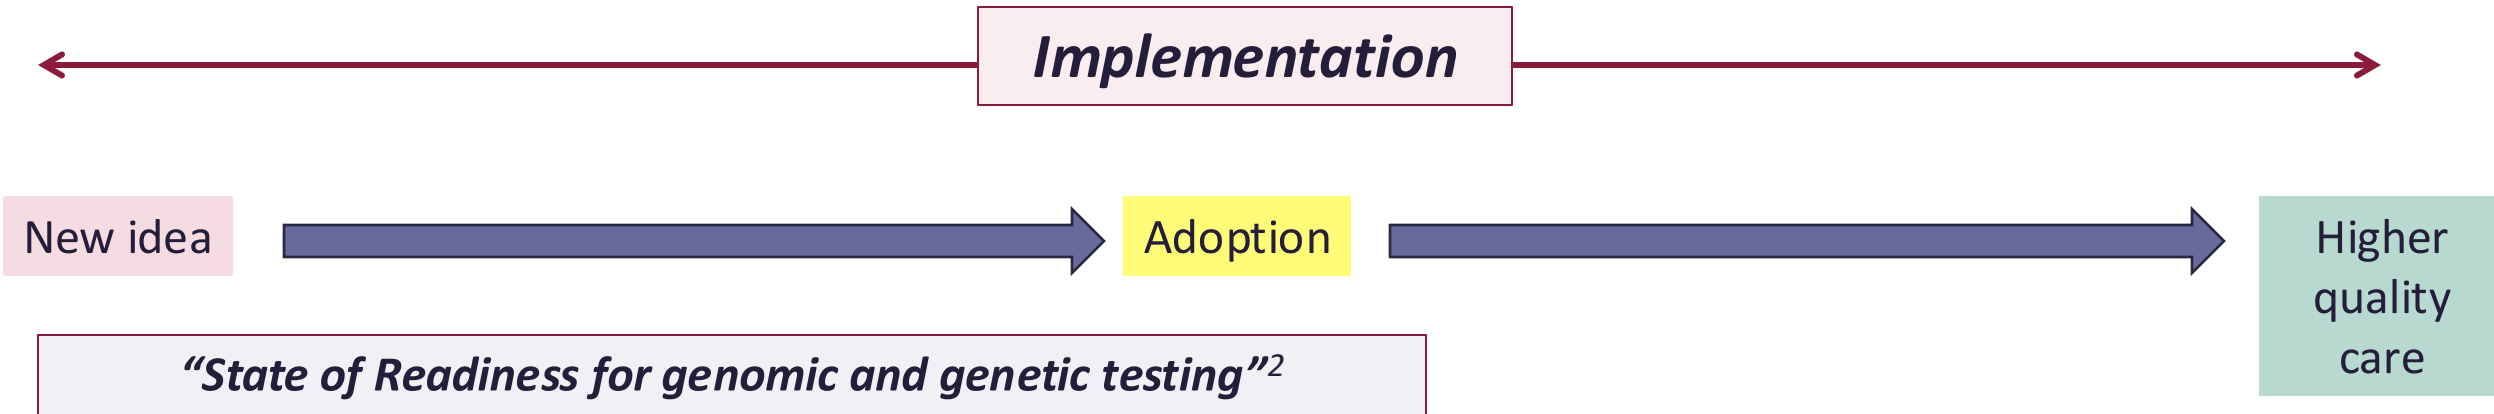 Implementation
New idea
Adoption
Higher
quality
care
“State of Readiness for genomic and genetic testing”2